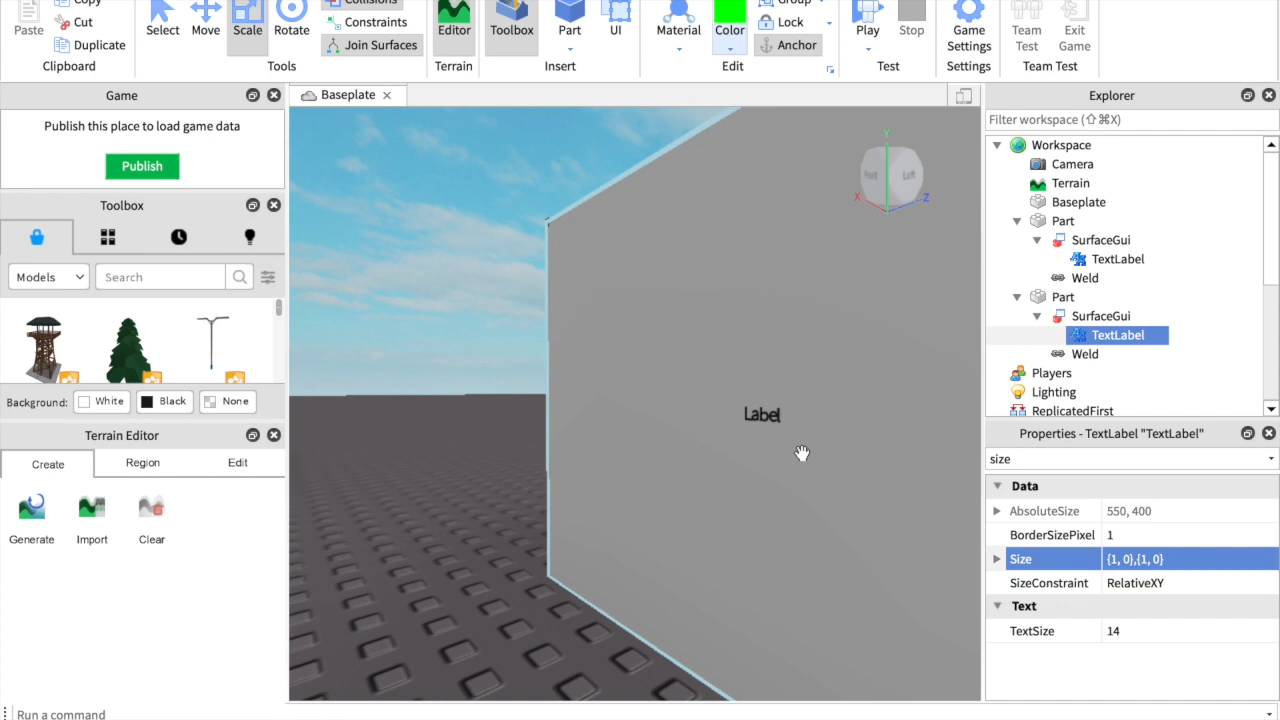 Copy
Collisions
Group
Paste
Cut
Duplicate
Select
Move
Scale
Rotate
Constraints
Join Surfaces
Editor
Toolbox
Part
UI
Material
Color
Lock
Anchor
Play
Stop
Game Settings
Team Test
Exit Game
Clipboard
Tools
Terrain
Insert
Edit
Test
Settings
Team Test
Game
Publish this place to load game data
Publish
Toolbox
Models
Search
Background:
White
Black
None
Terrain Editor
Create
Region
Edit
Generate
Import
Clear
Run a command
Baseplate
Y
Left
X
Z
Label
Explorer
Filter workspace (⇧⌘X)
Workspace
Camera
Terrain
Baseplate
Part
SurfaceGui
TextLabel
Weld
Part
SurfaceGui
TextLabel
Weld
Players
Lighting
ReplicatedFirst
Properties - TextLabel "TextLabel"
size
Data
AbsoluteSize 550, 400
BorderSizePixel 1
Size {1, 0},{1, 0}
SizeConstraint RelativeXY
Text
TextSize 14